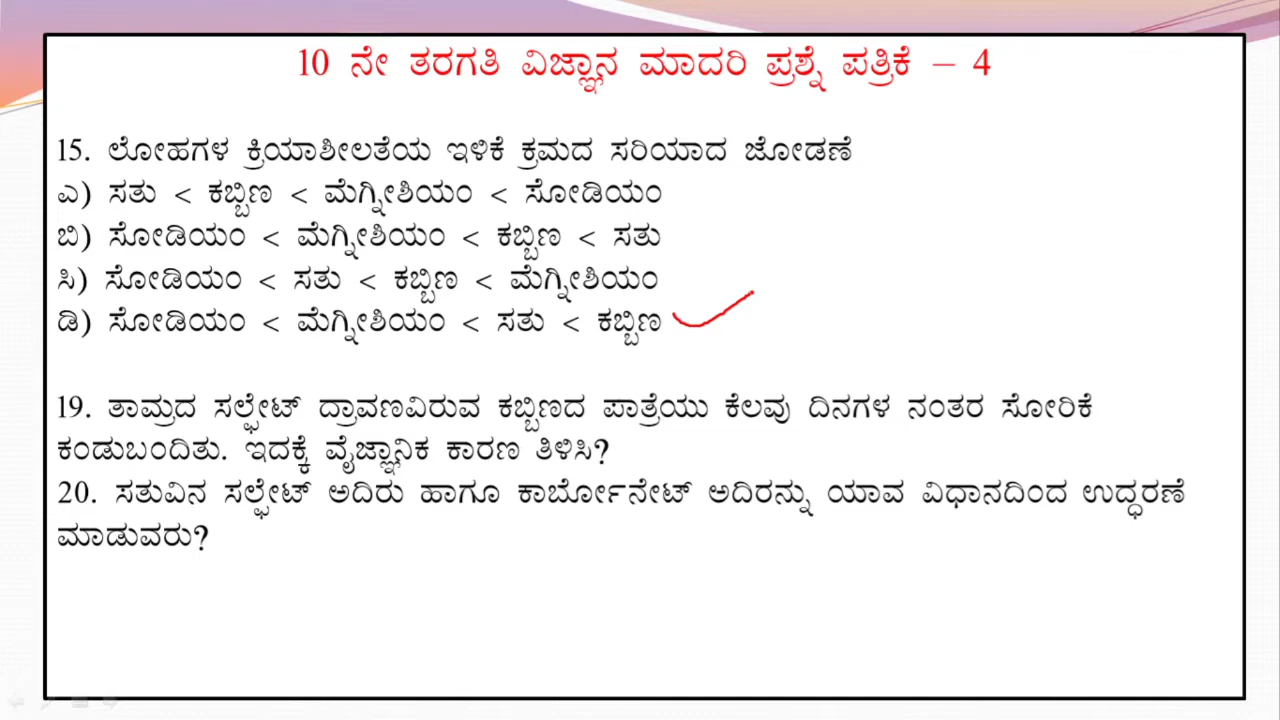 10 ನೇ ತರಗತಿ ವಿಜ್ಞಾನ ಮಾದರಿ ಪ್ರಶ್ನೆ ಪತ್ರಿಕೆ – 4
15. ಲೋಹಗಳ ಕ್ರಿಯಾಶೀಲತೆಯ ಇಳಿಕೆ ಕ್ರಮದ ಸರಿಯಾದ ಜೋಡಣೆ
ಎ) ಸತು < ಕಬ್ಬಿಣ < ಮೆಗ್ನೀಶಿಯಂ < ಸೋಡಿಯಂ
ಬಿ) ಸೋಡಿಯಂ < ಮೆಗ್ನೀಶಿಯಂ < ಕಬ್ಬಿಣ < ಸತು
ಸಿ) ಸೋಡಿಯಂ < ಸತು < ಕಬ್ಬಿಣ < ಮೆಗ್ನೀಶಿಯಂ
ಡಿ) ಸೋಡಿಯಂ < ಮೆಗ್ನೀಶಿಯಂ < ಸತು < ಕಬ್ಬಿಣ
19. ತಾಮ್ರದ ಸಲ್ಫೇಟ್ ದ್ರಾವಣವಿರುವ ಕಬ್ಬಿಣದ ಪಾತ್ರೆಯು ಕೆಲವು ದಿನಗಳ ನಂತರ ಸೋರಿಕೆ
ಕಂಡುಬಂದಿತು. ಇದಕ್ಕೆ ವೈಜ್ಞಾನಿಕ ಕಾರಣ ತಿಳಿಸಿ?
20. ಸತುವಿನ ಸಲ್ಫೇಟ್ ಅದಿರು ಹಾಗೂ ಕಾರ್ಬೋನೇಟ್ ಅದಿರನ್ನು ಯಾವ ವಿಧಾನದಿಂದ ಉದ್ಧರಣೆ
ಮಾಡುವರು?